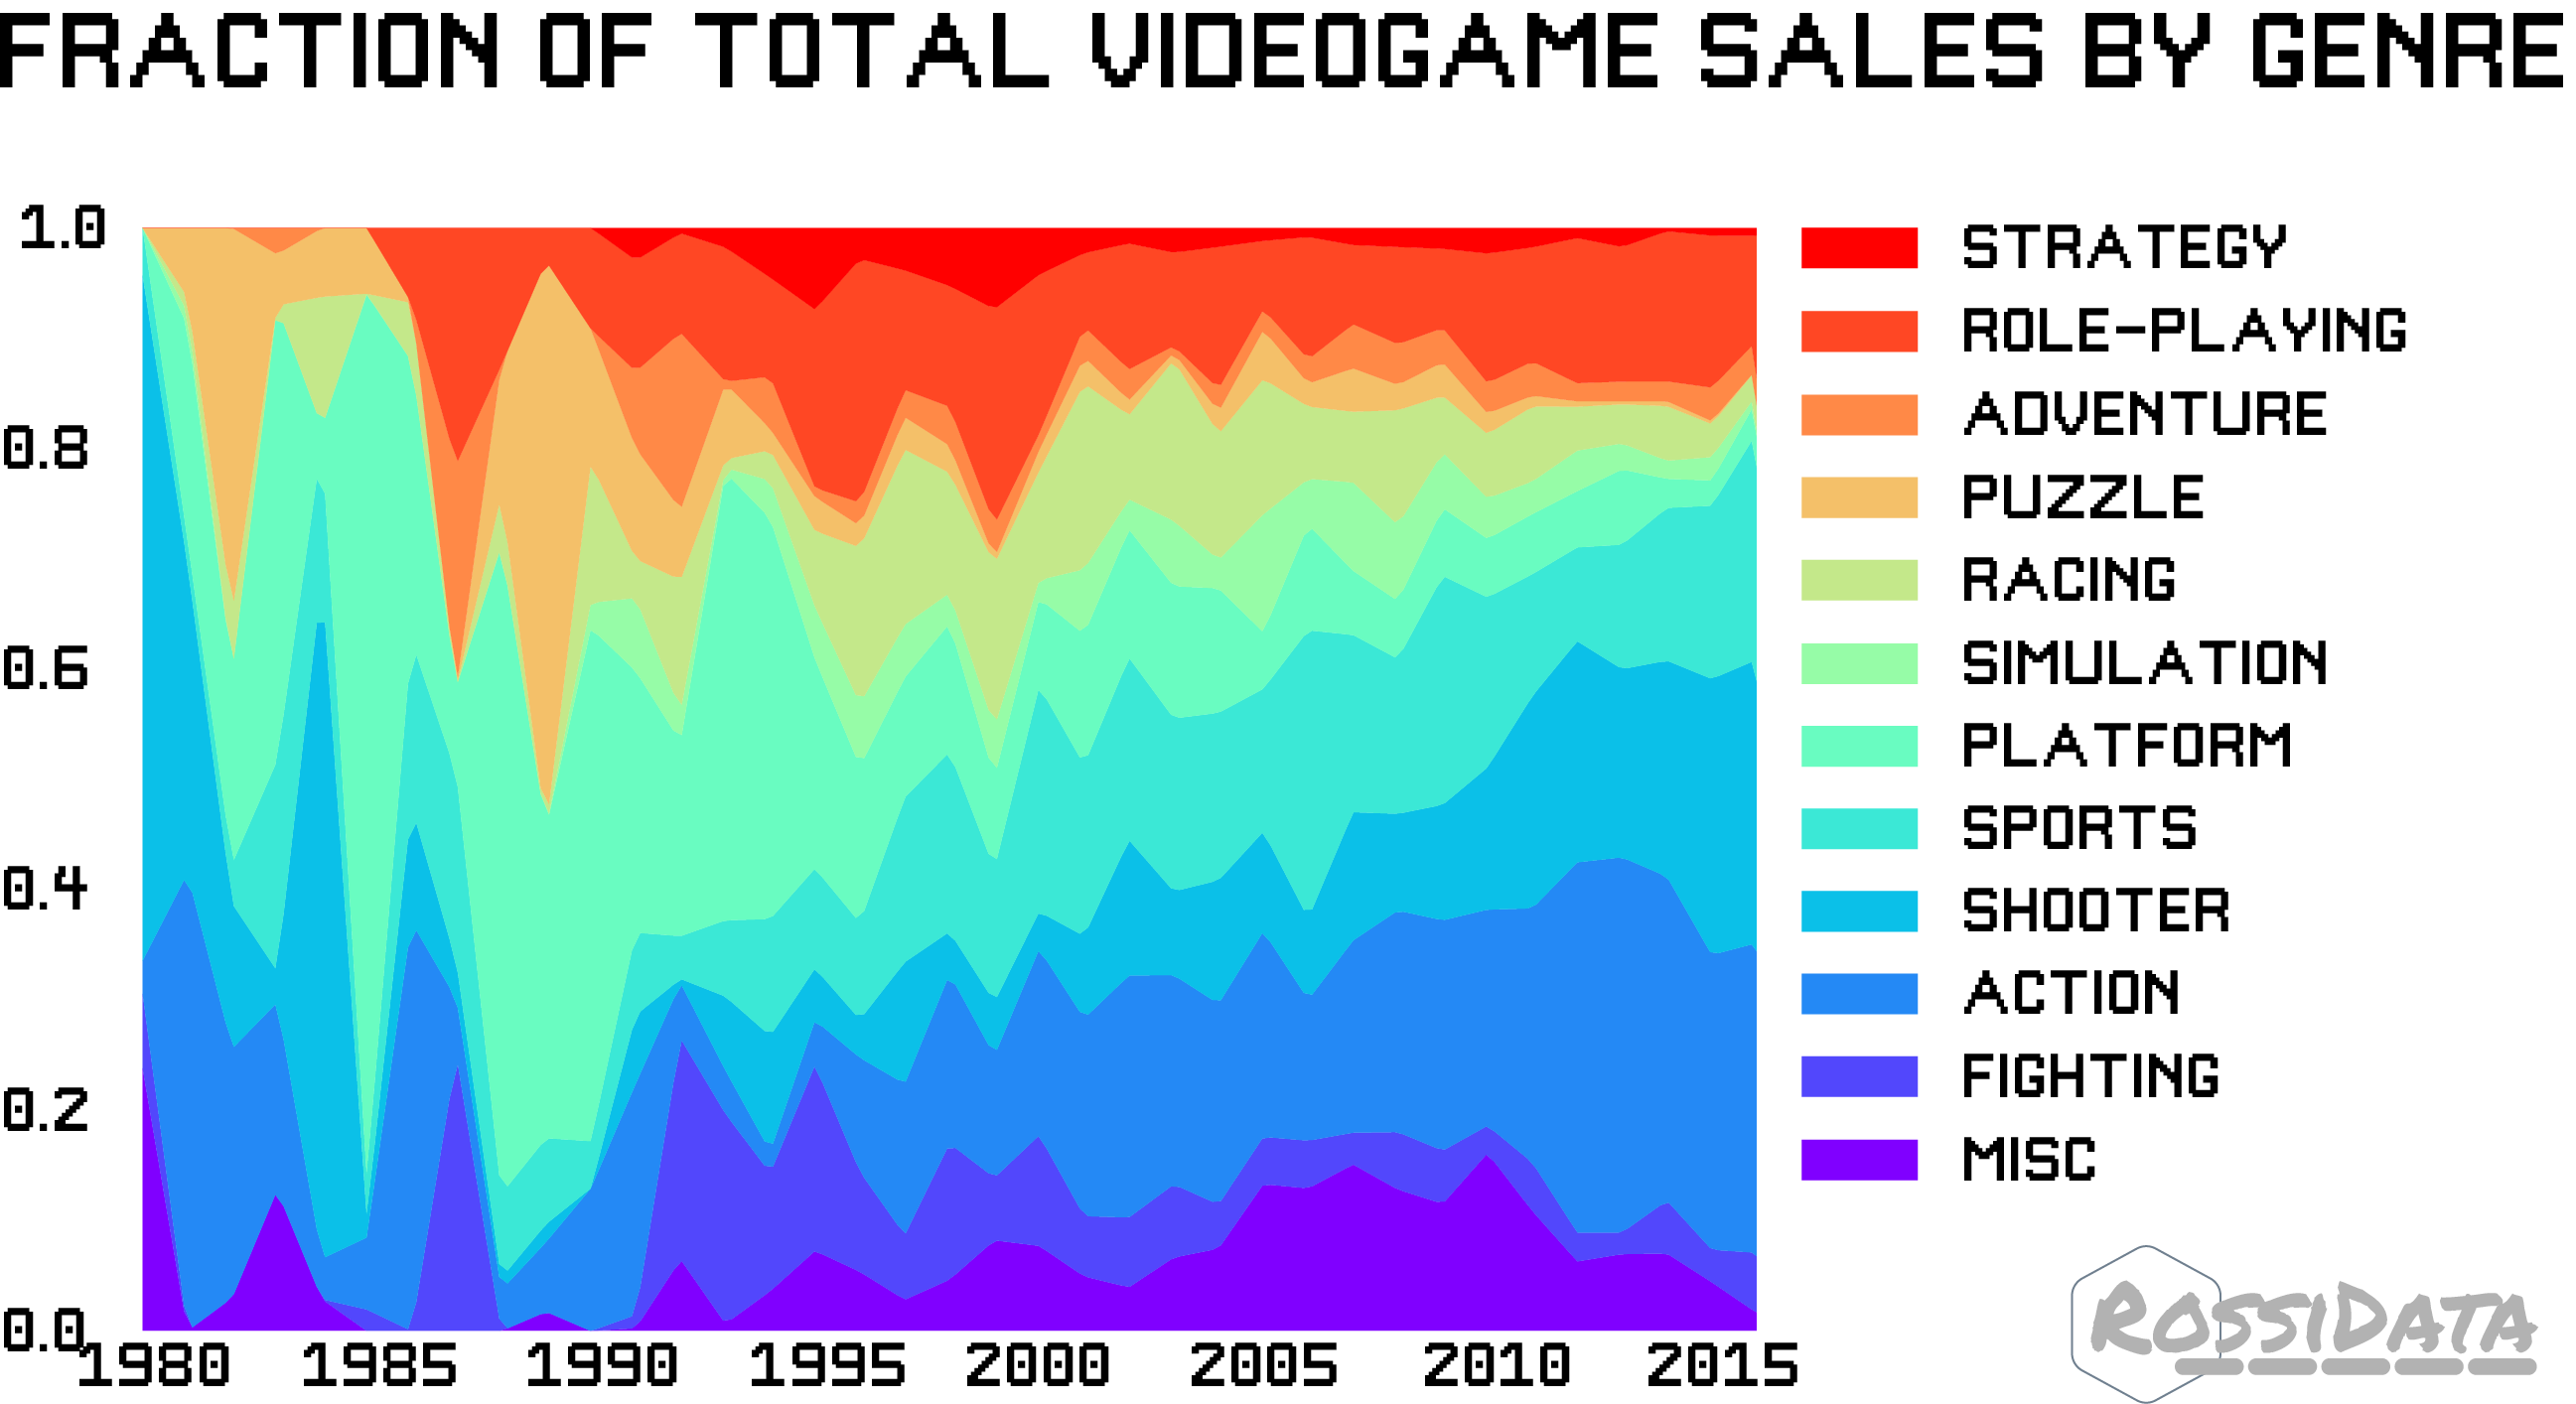 FRACTION OF TOTAL VIDEOGAME SALES BY GENRE
1.0
0.8
0.6
0.4
0.2
0.0
1980 1985 1990 1995 2000 2005 2010 2015
STRATEGY
ROLE-PLAYING
ADVENTURE
PUZZLE
RACING
SIMULATION
PLATFORM
SPORTS
SHOOTER
ACTION
FIGHTING
MISC
ROSSIDATA